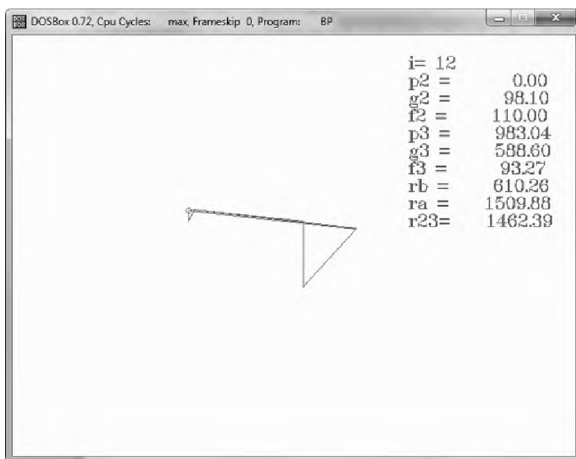 DOSBox 0.72, Cpu Cycles: max, Frameskip 0, Program: BP
i= 12
p2 = 0.00
g2 = 98.10
f2 = 110.00
p3 = 983.04
g3 = 588.60
f3 = 93.27
rb = 610.26
ra = 1509.88
r23= 1462.39